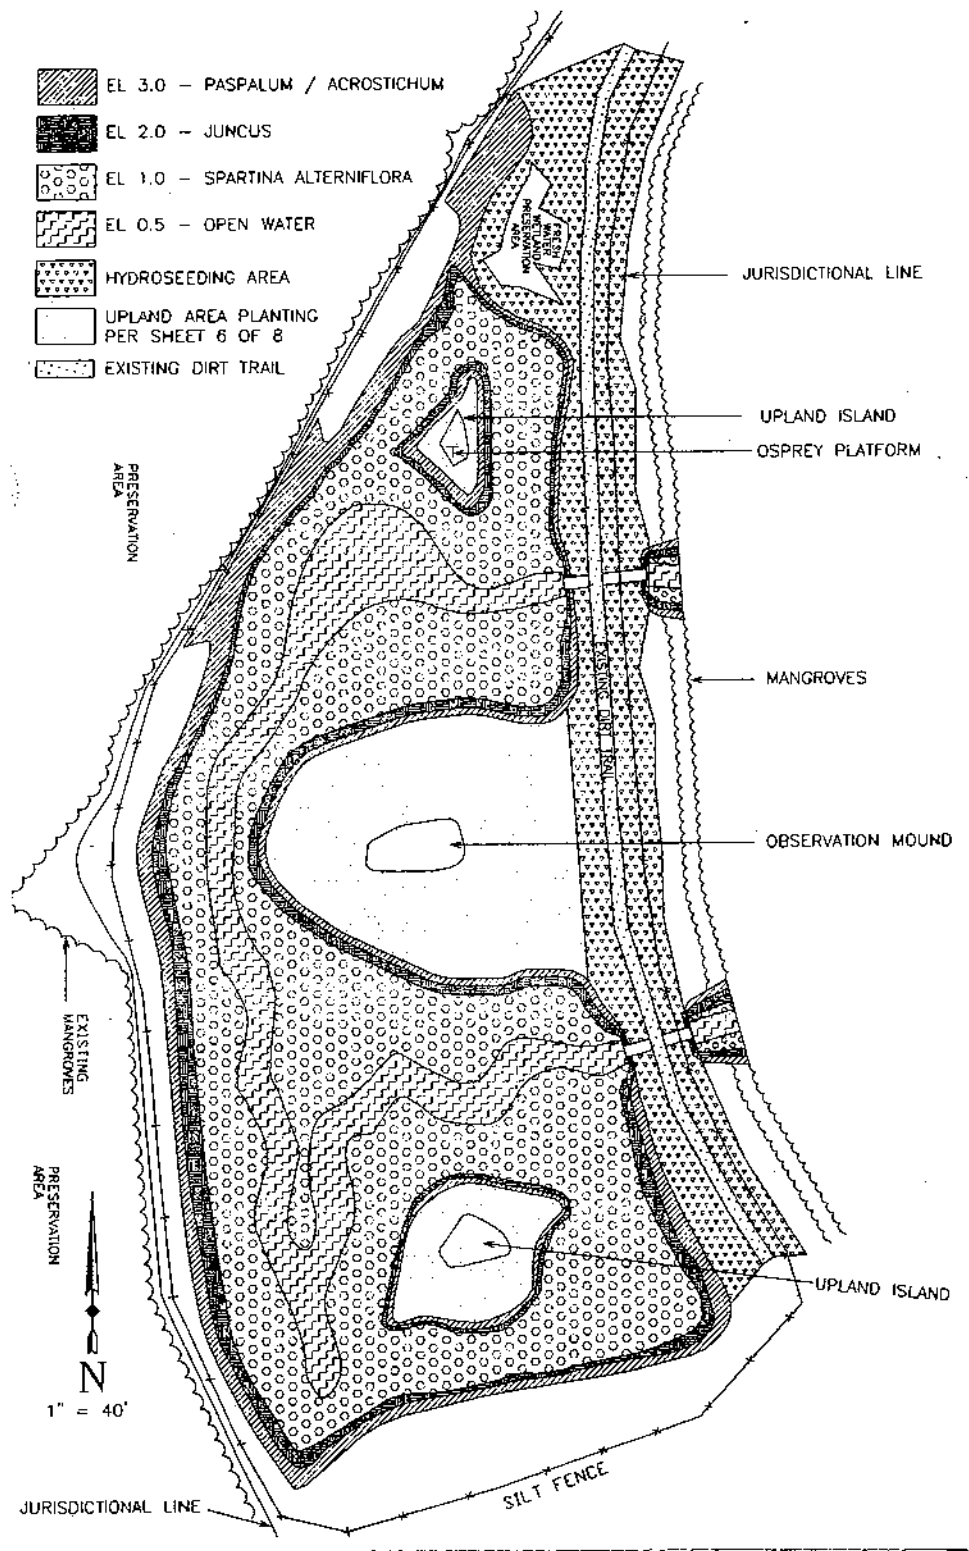 EL 3.0 – PASPALUM / ACROSTICHUM
EL 2.0 – JUNCUS
EL 1.0 – SPARTINA ALTERNIFLORA
EL 0.5 – OPEN WATER
HYDROSEEDING AREA
UPLAND AREA PLANTING
PER SHEET 6 OF 8
EXISTING DIRT TRAIL
FRESH
WATER
WETLAND
PRESERVATION
AREA
JURISDICTIONAL LINE
UPLAND ISLAND
OSPREY PLATFORM
PRESERVATION
AREA
MANGROVES
EXISTING DIRT TRAIL
OBSERVATION MOUND
EXISTING
MANGROVES
PRESERVATION
AREA
UPLAND ISLAND
N
1" = 40'
SILT FENCE
JURISDICTIONAL LINE